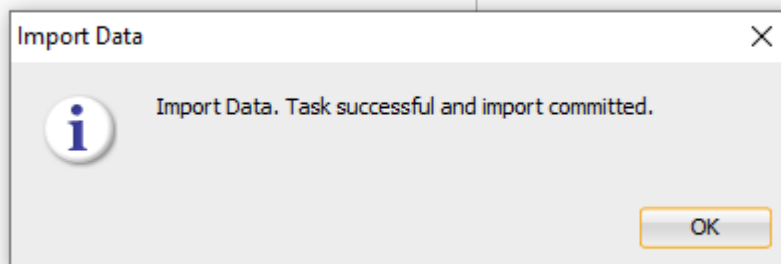 Import Data
Import Data. Task successful and import committed.
OK